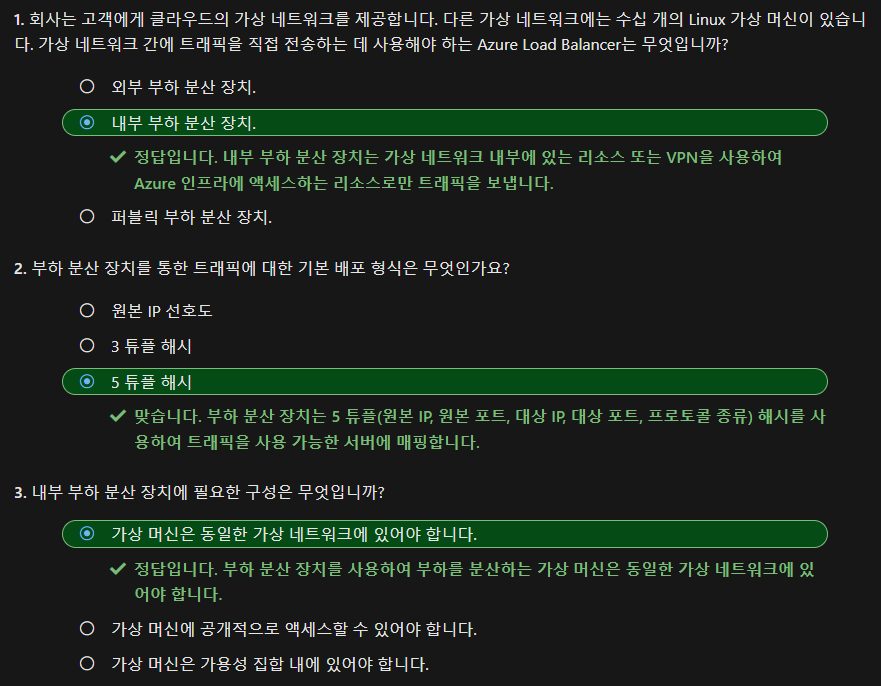 1. 회사는 고객에게 클라우드의 가상 네트워크를 제공합니다. 다른 가상 네트워크에는 수십 개의 Linux 가상 머신이 있습니
다. 가상 네트워크 간에 트래픽을 직접 전송하는 데 사용해야 하는 Azure Load Balancer는 무엇입니까?
외부 부하 분산 장치.
내부 부하 분산 장치.
정답입니다. 내부 부하 분산 장치는 가상 네트워크 내부에 있는 리소스 또는 VPN을 사용하여
Azure 인프라에 액세스하는 리소스로만 트래픽을 보냅니다.
퍼블릭 부하 분산 장치.
2. 부하 분산 장치를 통한 트래픽에 대한 기본 배포 형식은 무엇인가요?
원본 IP 선호도
3 튜플 해시
5 튜플 해시
맞습니다. 부하 분산 장치는 5 튜플(원본 IP, 원본 포트, 대상 IP, 대상 포트, 프로토콜 종류) 해시를 사
용하여 트래픽을 사용 가능한 서버에 매핑합니다.
3. 내부 부하 분산 장치에 필요한 구성은 무엇입니까?
가상 머신은 동일한 가상 네트워크에 있어야 합니다.
정답입니다. 부하 분산 장치를 사용하여 부하를 분산하는 가상 머신은 동일한 가상 네트워크에 있
어야 합니다.
가상 머신에 공개적으로 액세스할 수 있어야 합니다.
가상 머신은 가용성 집합 내에 있어야 합니다.